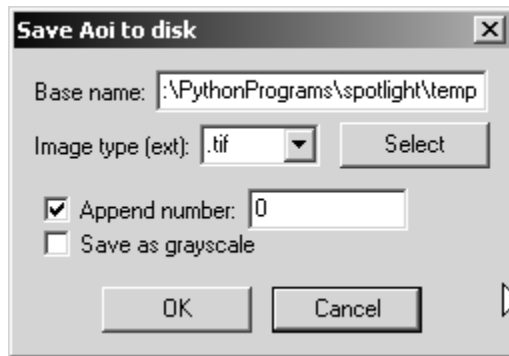 Save Aoi to disk
Base name: :\PythonPrograms\spotlight\temp
Image type (ext): .tif Select
Append number: 0
Save as grayscale
OK Cancel